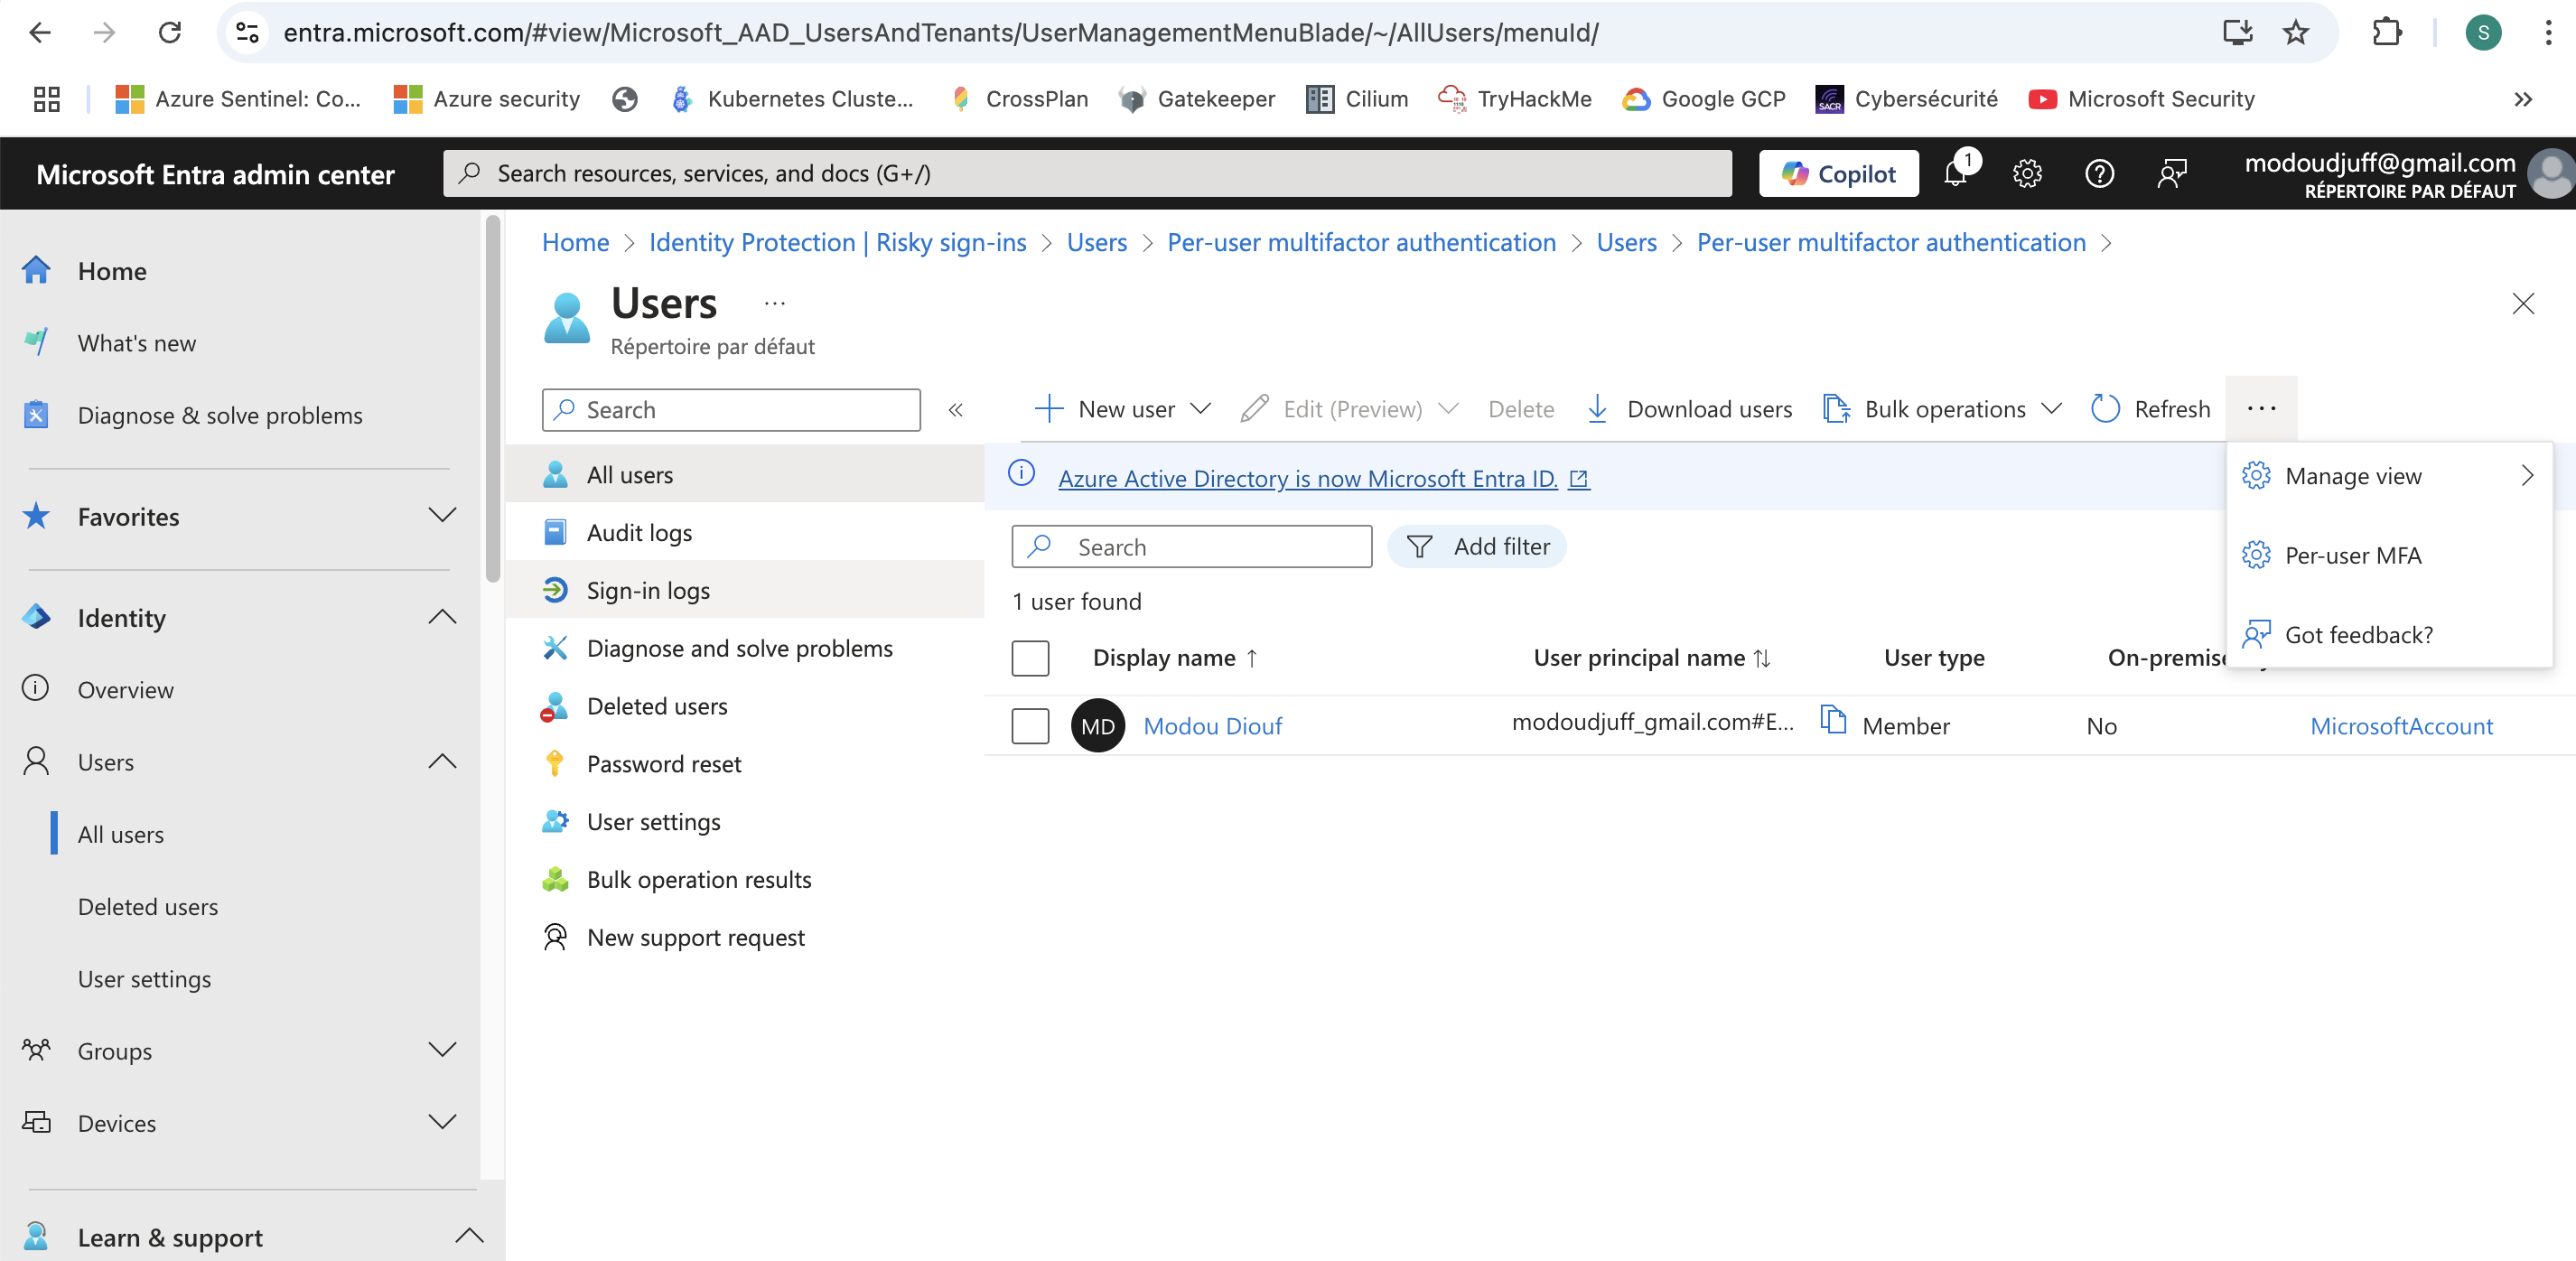 entra.microsoft.com/#view/Microsoft_AAD_UsersAndTenants/UserManagementMenuBlade/~/AllUsers/menuId/
S
Azure Sentinel: Co...
Azure security
Kubernetes Cluste...
CrossPlan
Gatekeeper
Cilium
TryHackMe
Google GCP
SACR
Cybersécurité
Microsoft Security
Microsoft Entra admin center
Search resources, services, and docs (G+/)
Copilot
1
modoudjuff@gmail.com
RÉPERTOIRE PAR DÉFAUT
Home
What's new
Diagnose & solve problems
Favorites
Identity
Overview
Users
All users
Deleted users
User settings
Groups
Devices
Learn & support
Home > Identity Protection | Risky sign-ins > Users > Per-user multifactor authentication > Users > Per-user multifactor authentication >
Users ...
Répertoire par défaut
Search
All users
Audit logs
Sign-in logs
Diagnose and solve problems
Deleted users
Password reset
User settings
Bulk operation results
New support request
New user
Edit (Preview)
Delete
Download users
Bulk operations
Refresh
...
Manage view
Per-user MFA
Got feedback?
Azure Active Directory is now Microsoft Entra ID.
Search
Add filter
1 user found
Display name ↑
User principal name ↑↓
User type
On-premis
MD
Modou Diouf
modoudjuff_gmail.com#E...
Member
No
MicrosoftAccount